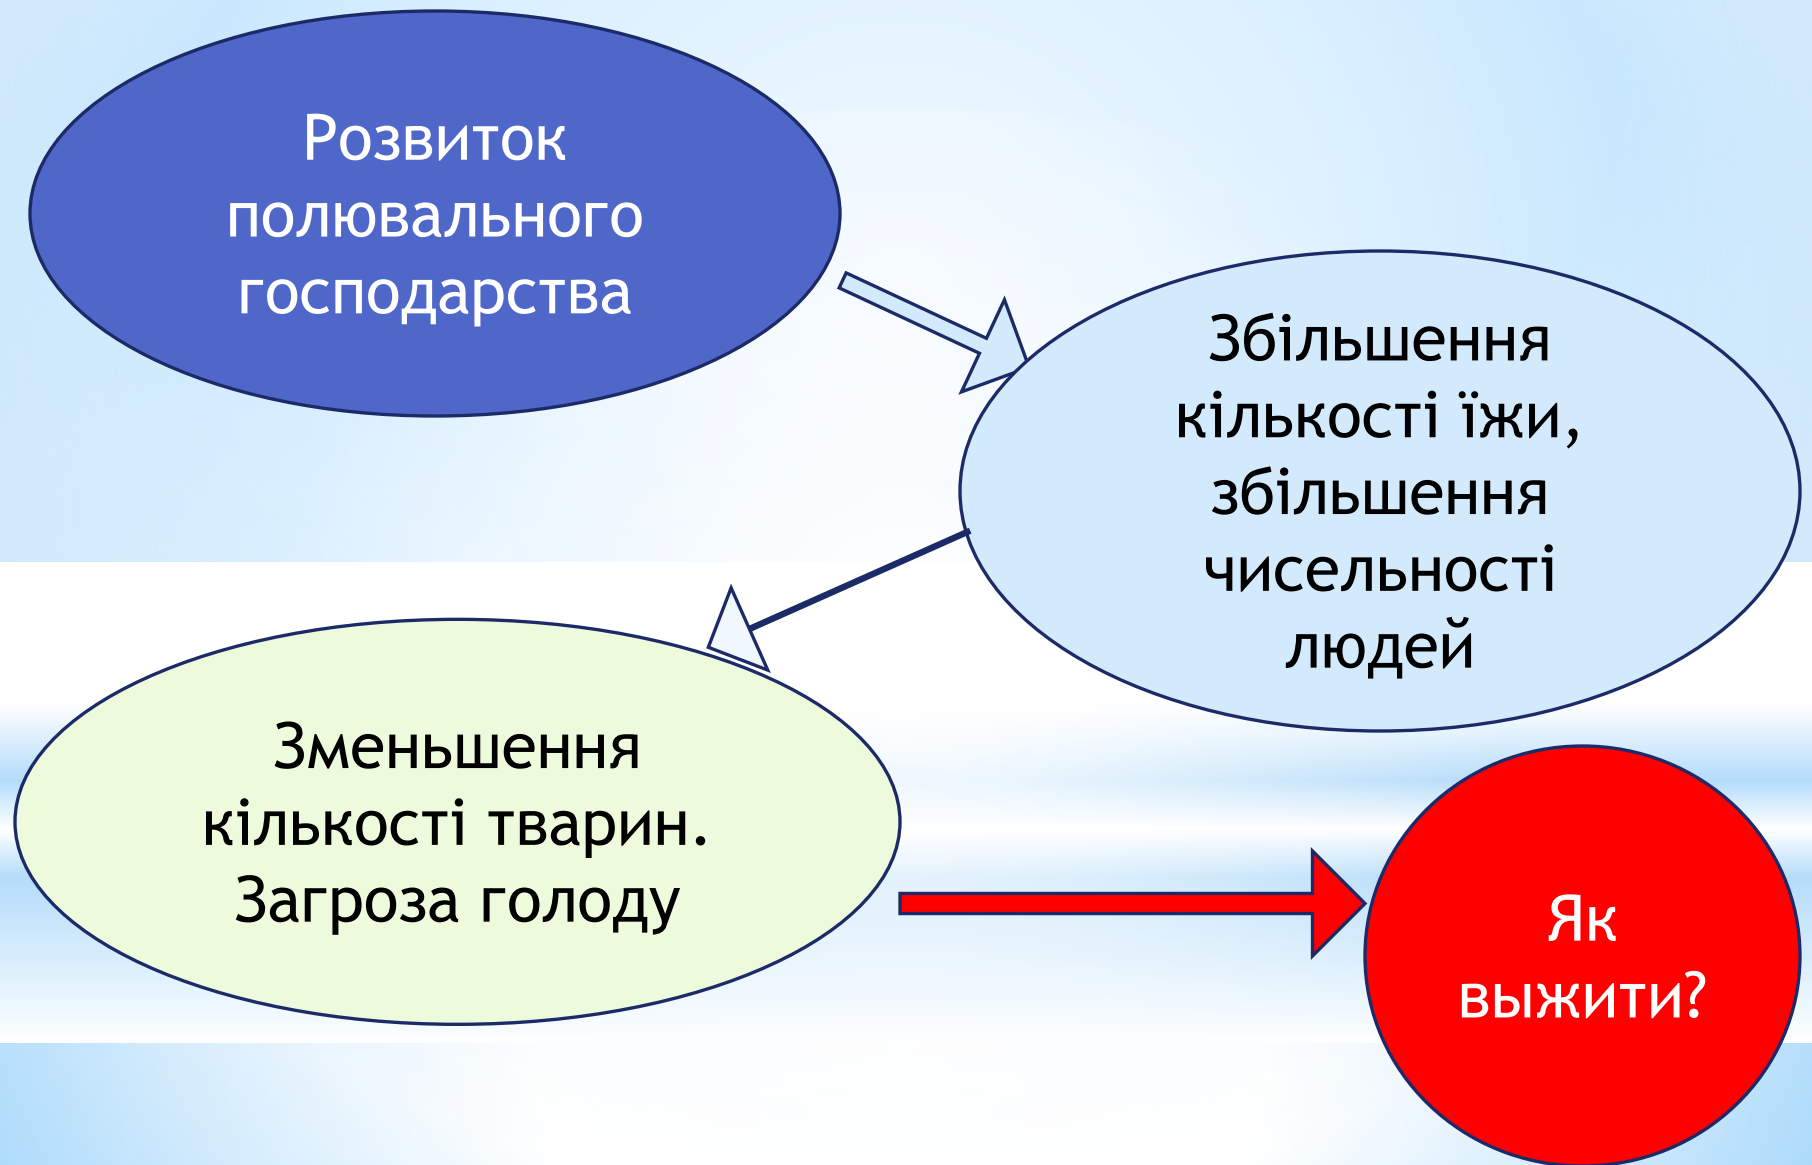 Розвиток
полювального
господарства
Збільшення
кількості їжи,
збільшення
чисельності
людей
Зменьшення
кількості тварин.
Загроза голоду
Як
выжити?